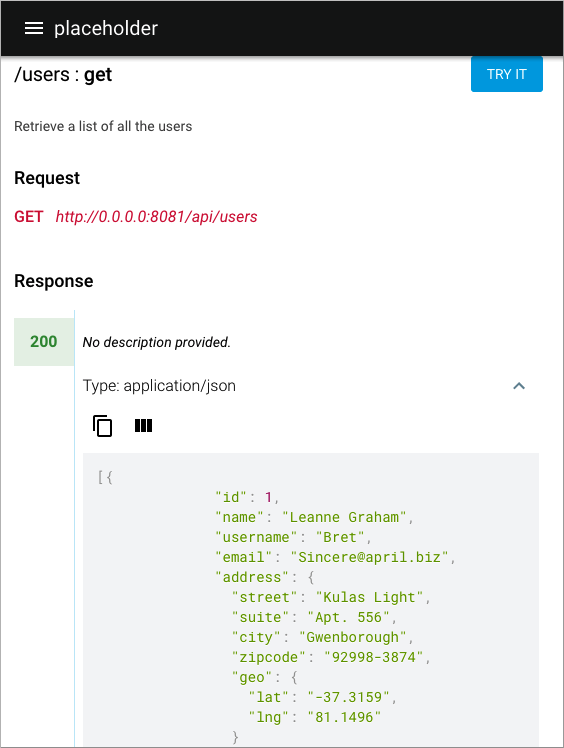 placeholder
/users : get
TRY IT
Retrieve a list of all the users
Request
GET http://0.0.0.0:8081/api/users
Response
200
No description provided.
Type: application/json
[{
"id": 1,
"name": "Leanne Graham",
"username": "Bret",
"email": "Sincere@april.biz",
"address": {
"street": "Kulas Light",
"suite": "Apt. 556",
"city": "Gwenborough",
"zipcode": "92998-3874",
"geo": {
"lat": "-37.3159",
"lng": "81.1496"
}